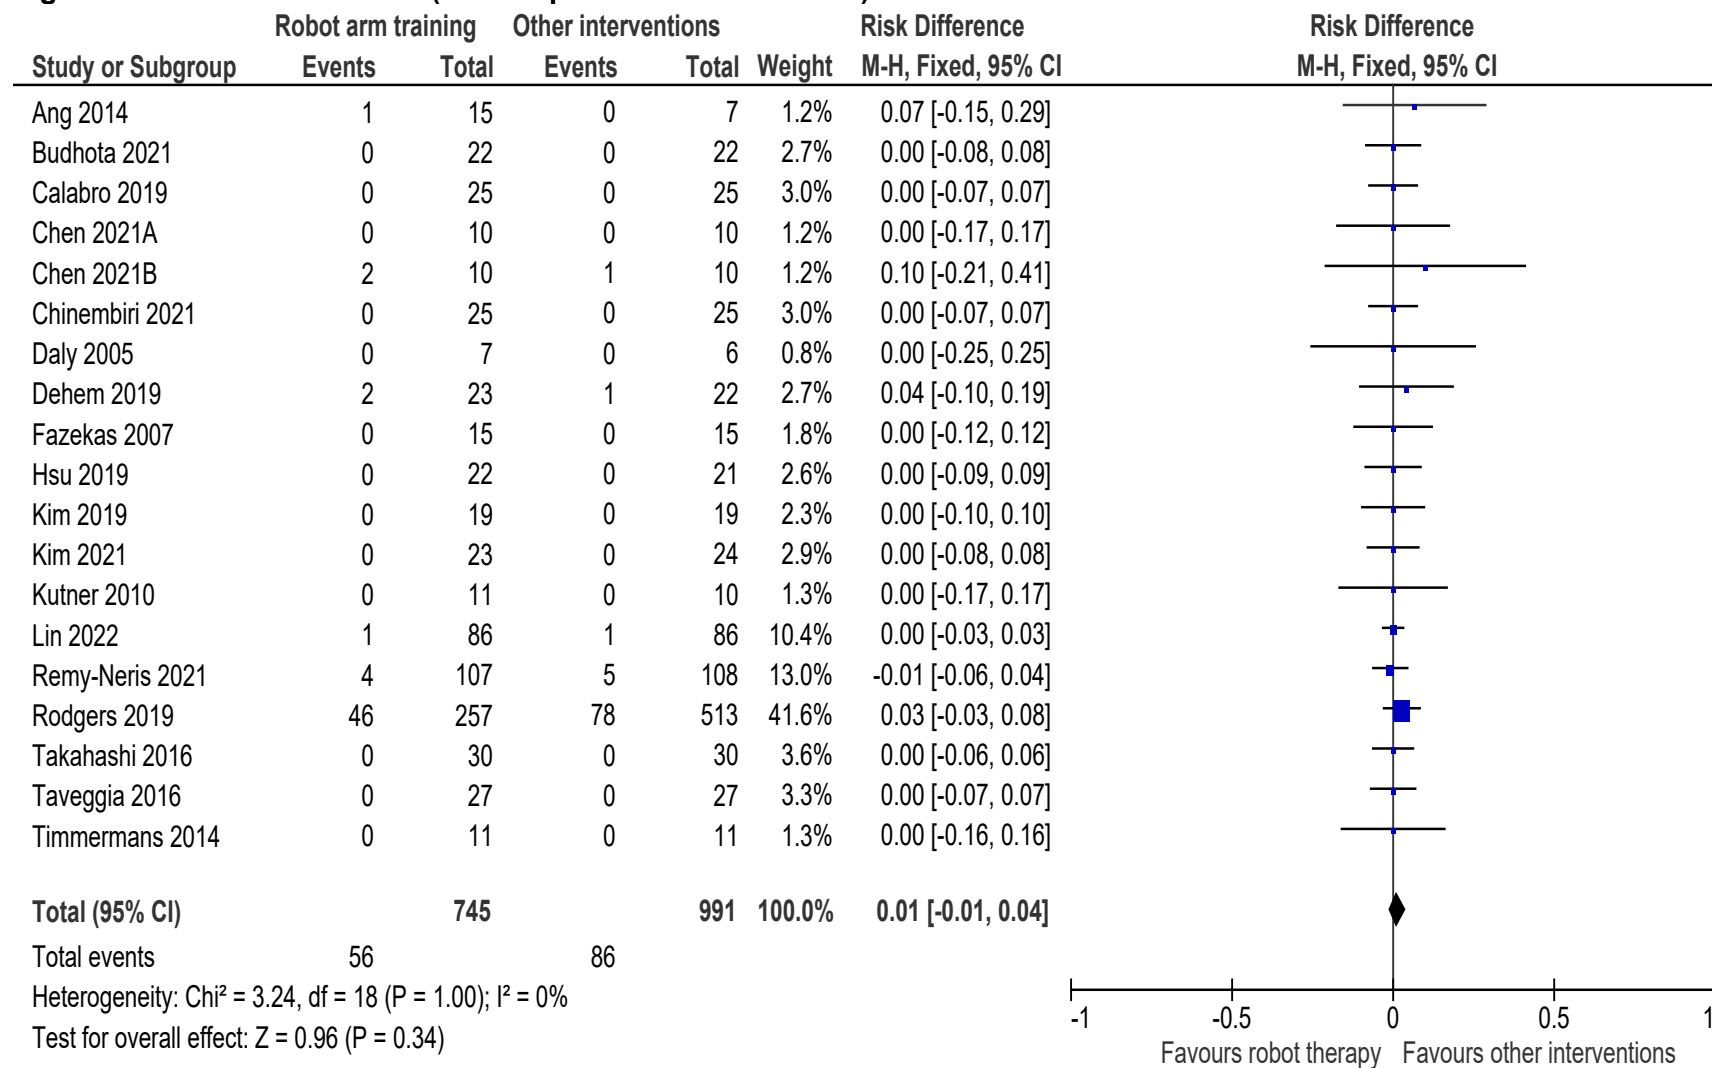 Robot arm training Other interventions Risk Difference Risk Difference
Study or Subgroup Events Total Events Total Weight M-H, Fixed, 95% CI M-H, Fixed, 95% CI
Ang 2014 1 15 0 7 1.2% 0.07 [-0.15, 0.29]
Budhota 2021 0 22 0 22 2.7% 0.00 [-0.08, 0.08]
Calabro 2019 0 25 0 25 3.0% 0.00 [-0.07, 0.07]
Chen 2021A 0 10 0 10 1.2% 0.00 [-0.17, 0.17]
Chen 2021B 2 10 1 10 1.2% 0.10 [-0.21, 0.41]
Chinembiri 2021 0 25 0 25 3.0% 0.00 [-0.07, 0.07]
Daly 2005 0 7 0 6 0.8% 0.00 [-0.25, 0.25]
Dehem 2019 2 23 1 22 2.7% 0.04 [-0.10, 0.19]
Fazekas 2007 0 15 0 15 1.8% 0.00 [-0.12, 0.12]
Hsu 2019 0 22 0 21 2.6% 0.00 [-0.09, 0.09]
Kim 2019 0 19 0 19 2.3% 0.00 [-0.10, 0.10]
Kim 2021 0 23 0 24 2.9% 0.00 [-0.08, 0.08]
Kutner 2010 0 11 0 10 1.3% 0.00 [-0.17, 0.17]
Lin 2022 1 86 1 86 10.4% 0.00 [-0.03, 0.03]
Remy-Neris 2021 4 107 5 108 13.0% -0.01 [-0.06, 0.04]
Rodgers 2019 46 257 78 513 41.6% 0.03 [-0.03, 0.08]
Takahashi 2016 0 30 0 30 3.6% 0.00 [-0.06, 0.06]
Taveggia 2016 0 27 0 27 3.3% 0.00 [-0.07, 0.07]
Timmermans 2014 0 11 0 11 1.3% 0.00 [-0.16, 0.16]
Total (95% CI) 745 991 100.0% 0.01 [-0.01, 0.04]
Total events 56 86
Heterogeneity: Chi² = 3.24, df = 18 (P = 1.00); I² = 0%
Test for overall effect: Z = 0.96 (P = 0.34)
-1 -0.5 0 0.5 1
Favours robot therapy Favours other interventions